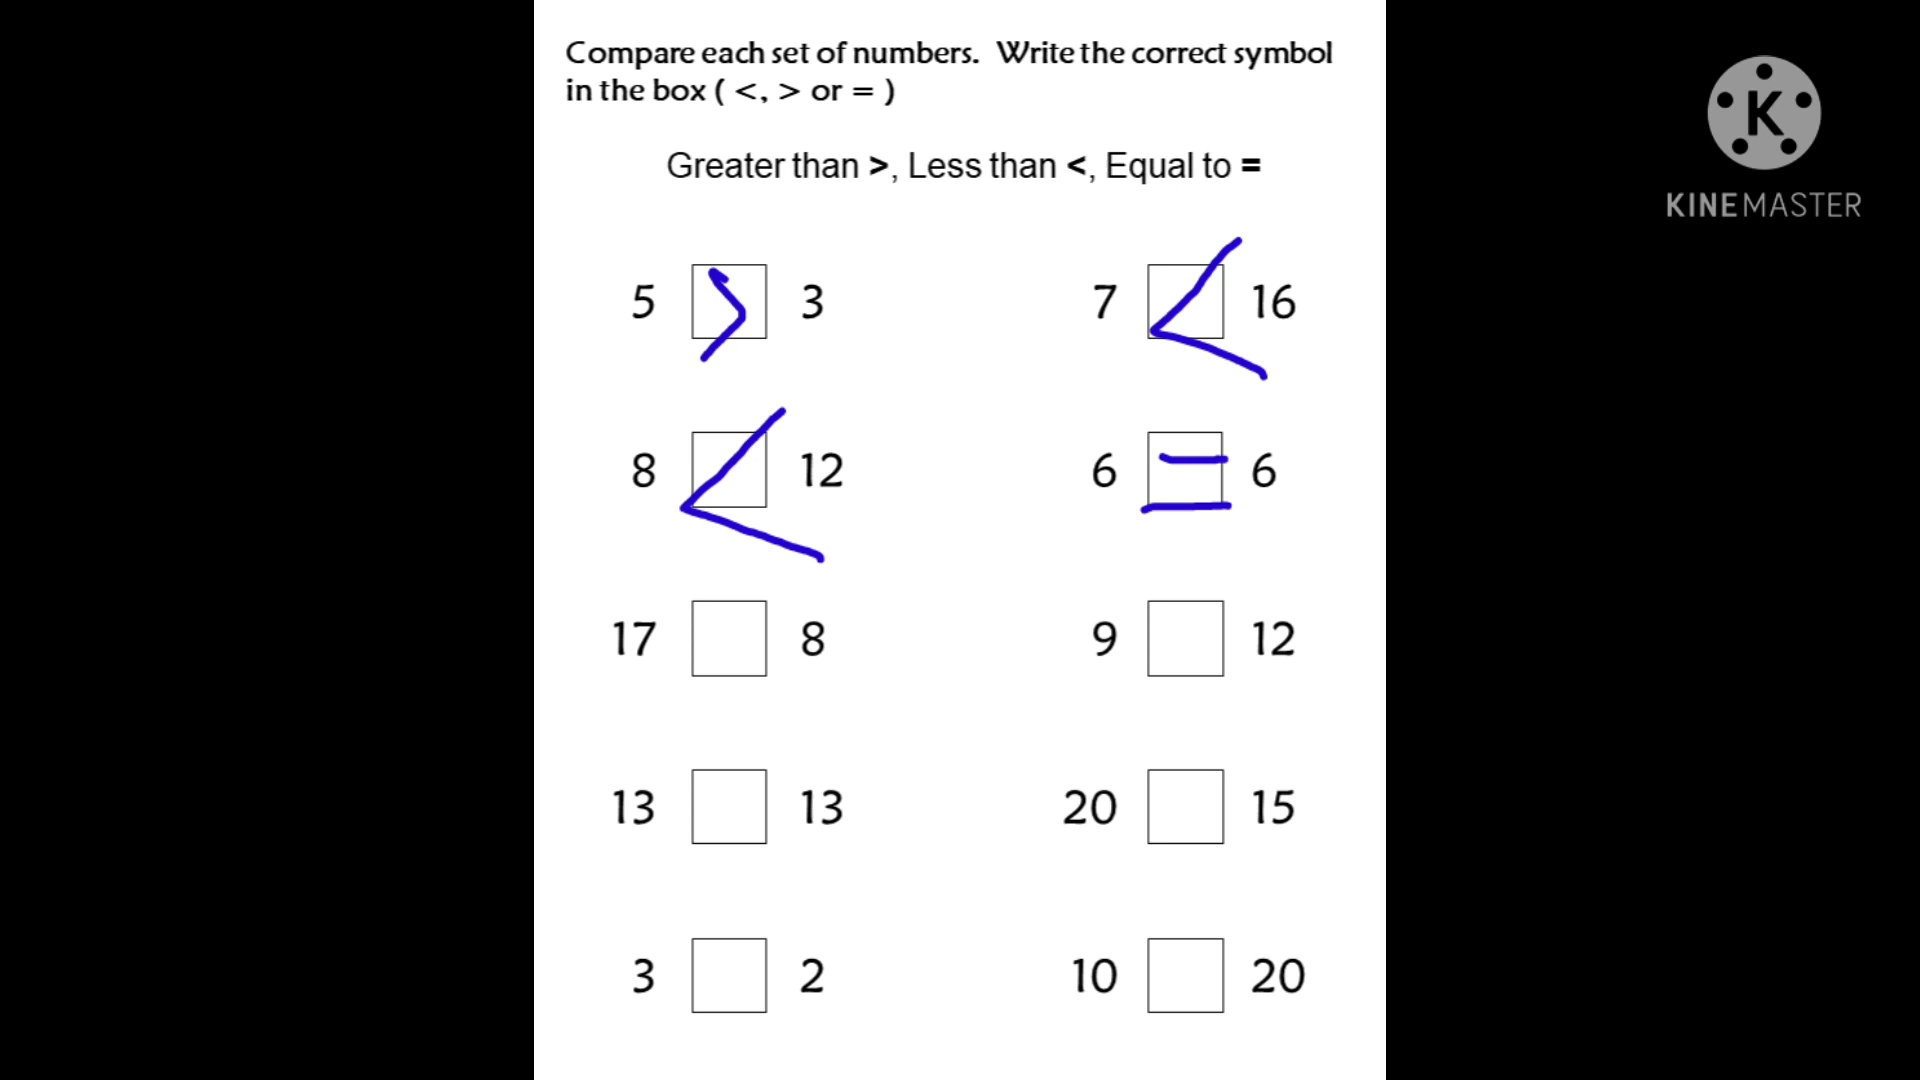 Compare each set of numbers. Write the correct symbol
in the box ( <, > or = )
Greater than >, Less than <, Equal to =
5 > 3 7 < 16
8 < 12 6 = 6
17 8 9 12
13 13 20 15
3 2 10 20
K
KINEMASTER